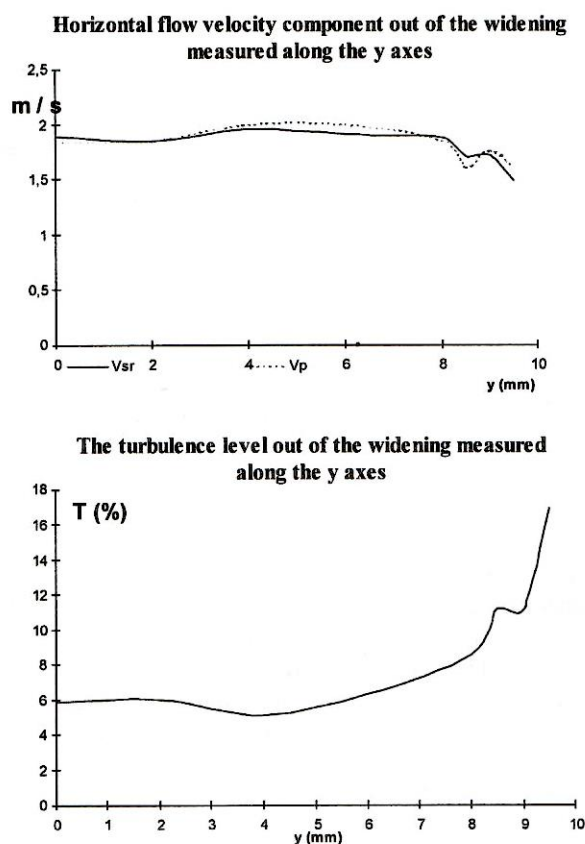 Horizontal flow velocity component out of the widening
measured along the y axes
2,5
m / s
2
1,5
1
0,5
0
0 Vsr 2 4 Vp 6 8 10
y (mm)
The turbulence level out of the widening measured
along the y axes
18
T (%)
16
14
12
10
8
6
4
2
0
0 1 2 3 4 5 6 7 8 9 10
y (mm)